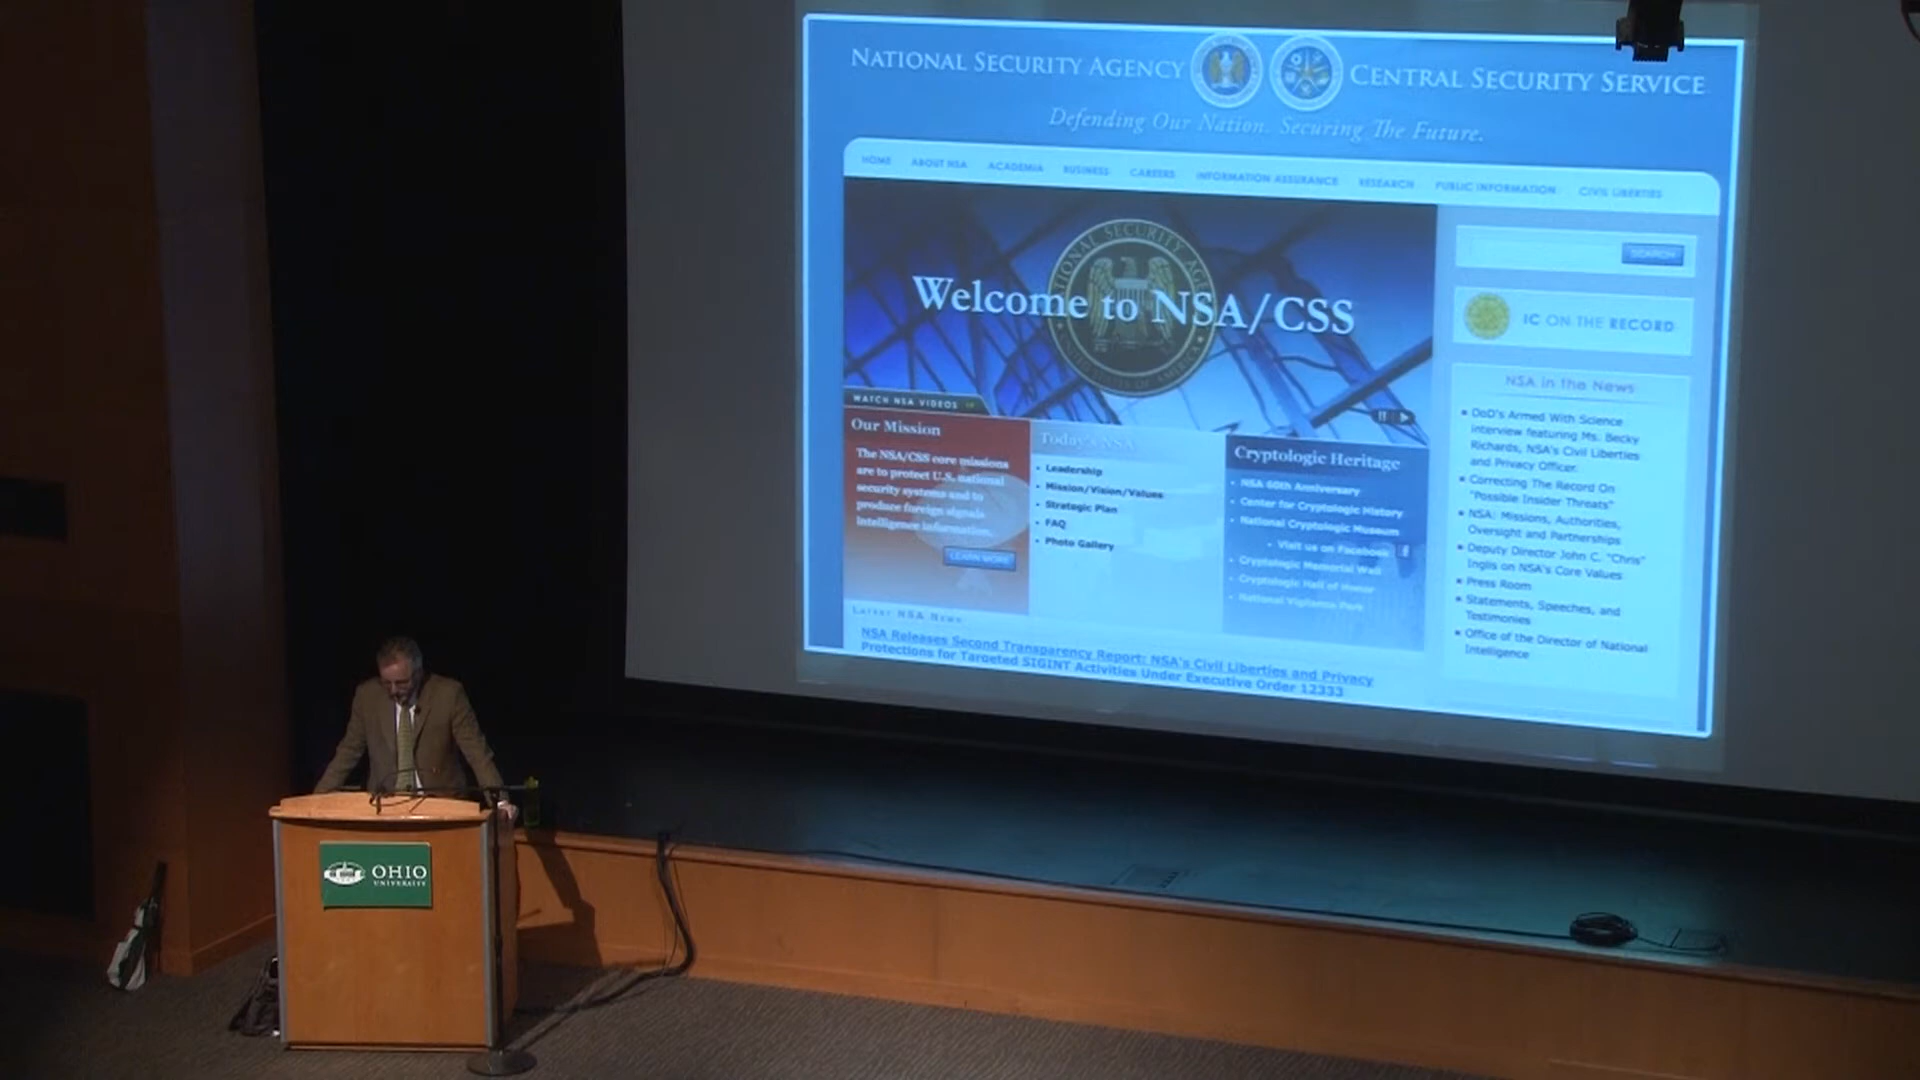 NATIONAL SECURITY AGENCY
CENTRAL SECURITY SERVICE
Defending Our Nation. Securing The Future.
HOME ABOUT NSA ACADEMIA BUSINESS CAREERS INFORMATION ASSURANCE RESEARCH PUBLIC INFORMATION CIVIL LIBERTIES
NATIONAL SECURITY AGENCY
UNITED STATES OF AMERICA
Welcome to NSA/CSS
SEARCH
IC ON THE RECORD
WATCH NSA VIDEOS
Our Mission
The NSA/CSS core missions
are to protect U.S. national
security systems and to
produce foreign signals
intelligence information.
LEARN MORE
Today's NSA
Leadership
Mission/Vision/Values
Strategic Plan
FAQ
Photo Gallery
Cryptologic Heritage
NSA 60th Anniversary
Center for Cryptologic History
National Cryptologic Museum
Visit us on Facebook
Cryptologic Memorial Wall
Cryptologic Hall of Honor
National Vigilance Park
NSA in the News
DoD's Armed With Science
interview featuring Ms. Becky
Richards, NSA's Civil Liberties
and Privacy Officer.
Correcting The Record On
"Possible Insider Threats"
NSA: Missions, Authorities,
Oversight and Partnerships
Deputy Director John C. "Chris"
Inglis on NSA's Core Values
Press Room
Statements, Speeches, and
Testimonies
Office of the Director of National
Intelligence
Latest NSA News
NSA Releases Second Transparency Report: NSA's Civil Liberties and Privacy
Protections for Targeted SIGINT Activities Under Executive Order 12333
OHIO
UNIVERSITY